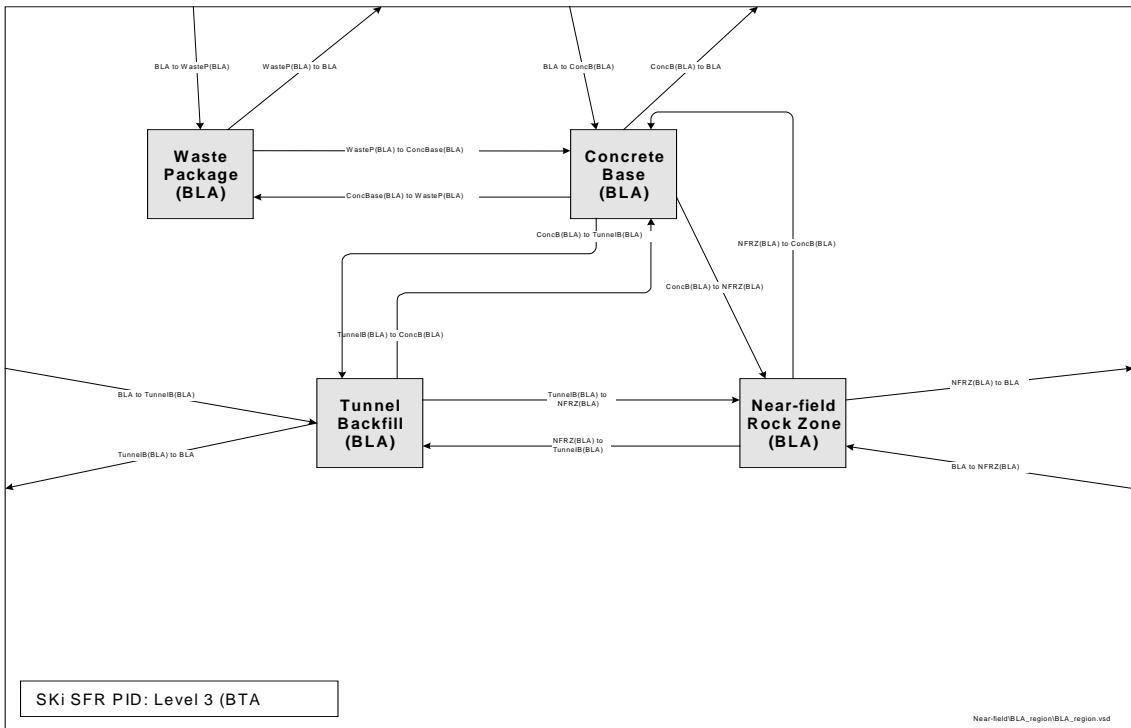 BLA to WasteP(BLA)
WasteP(BLA) to BLA
BLA to ConcB(BLA)
ConcB(BLA) to BLA
Waste
Package
(BLA)
WasteP(BLA) to ConcBase(BLA)
ConcBase(BLA) to WasteP(BLA)
Concrete
Base
(BLA)
ConcB(BLA) to TunnelB(BLA)
NFRZ(BLA) to ConcB(BLA)
ConcB(BLA) to NFRZ(BLA)
TunnelB(BLA) to ConcB(BLA)
BLA to TunnelB(BLA)
TunnelB(BLA) to BLA
Tunnel
Backfill
(BLA)
TunnelB(BLA) to
NFRZ(BLA)
NFRZ(BLA) to
TunnelB(BLA)
Near-field
Rock Zone
(BLA)
NFRZ(BLA) to BLA
BLA to NFRZ(BLA)
SKi SFR PID: Level 3 (BTA
Near-field\BLA_region\BLA_region.vsd